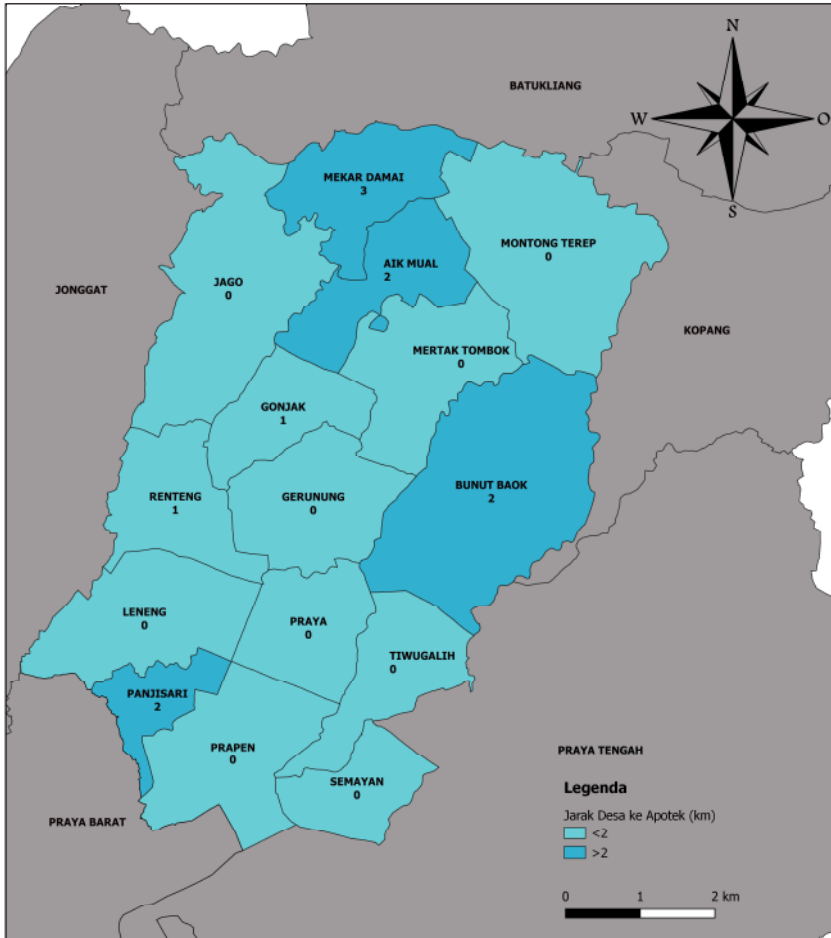 N
BATUKLIANG
W
O
MEKAR DAMAI
3
S
MONTONG TEREP
0
AIK MUAL
2
JAGO
0
JONGGAT
KOPANG
MERTAK TOMBOK
0
GONJAK
1
BUNUT BAOK
2
RENTENG
1
GERUNUNG
0
LENENG
0
PRAYA
0
TIWUGALIH
0
PANJISARI
2
PRAPEN
0
PRAYA TENGAH
SEMAYAN
0
PRAYA BARAT
Legenda
Jarak Desa ke Apotek (km)
<2
>2
0 1 2 km